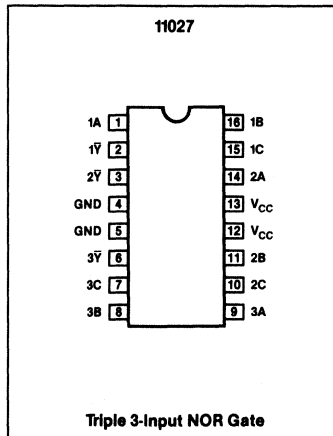 11027
1A 1 16 1B
1Y̅ 2 15 1C
2Y̅ 3 14 2A
GND 4 13 VCC
GND 5 12 VCC
3Y̅ 6 11 2B
3C 7 10 2C
3B 8 9 3A
Triple 3-Input NOR Gate